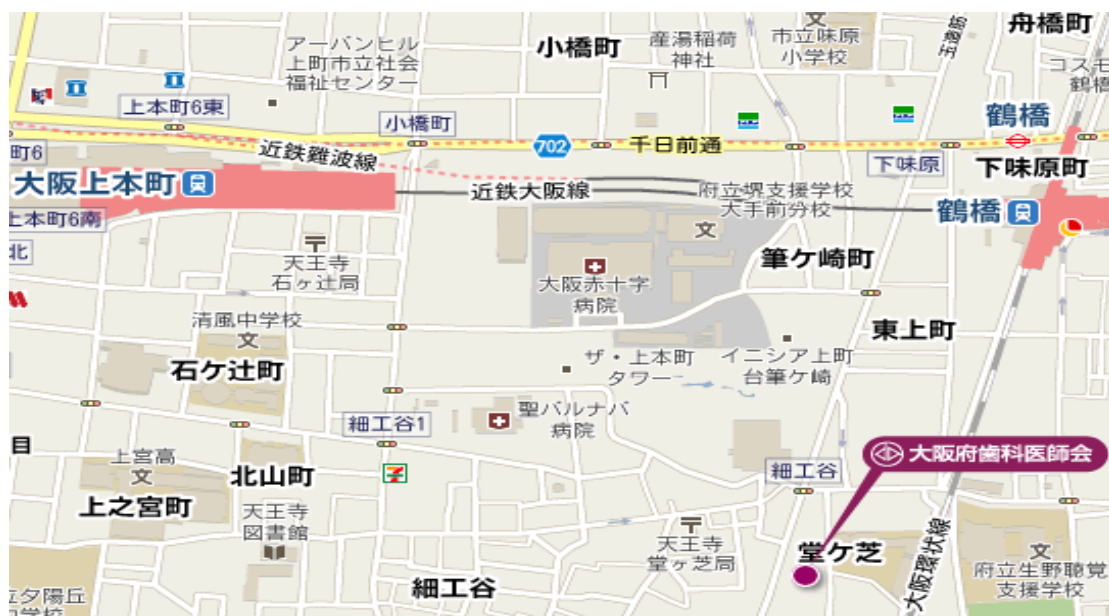 舟橋町
アーバンヒル
上町市立社会
福祉センター
小橋町
産湯稲荷
神社
市立味原
小学校
玉造筋
コスモ
鶴橋
上本町6東
小橋町
鶴橋
町6
近鉄難波線
702
千日前通
下味原
下味原町
大阪上本町
近鉄大阪線
府立堺支援学校
大手前分校
鶴橋
上本町6南
北
天王寺
石ヶ辻局
大阪赤十字
病院
筆ケ崎町
清風中学校
東上町
石ケ辻町
ザ・上本町
タワー
イニシア上町
台筆ケ崎
細工谷1
聖バルナバ
病院
目
上宮高
北山町
細工谷
大阪府歯科医師会
上之宮町
天王寺
図書館
天王寺
堂ヶ芝局
堂ケ芝
大阪環状線
府立生野聴覚
支援学校
細工谷
立夕陽丘